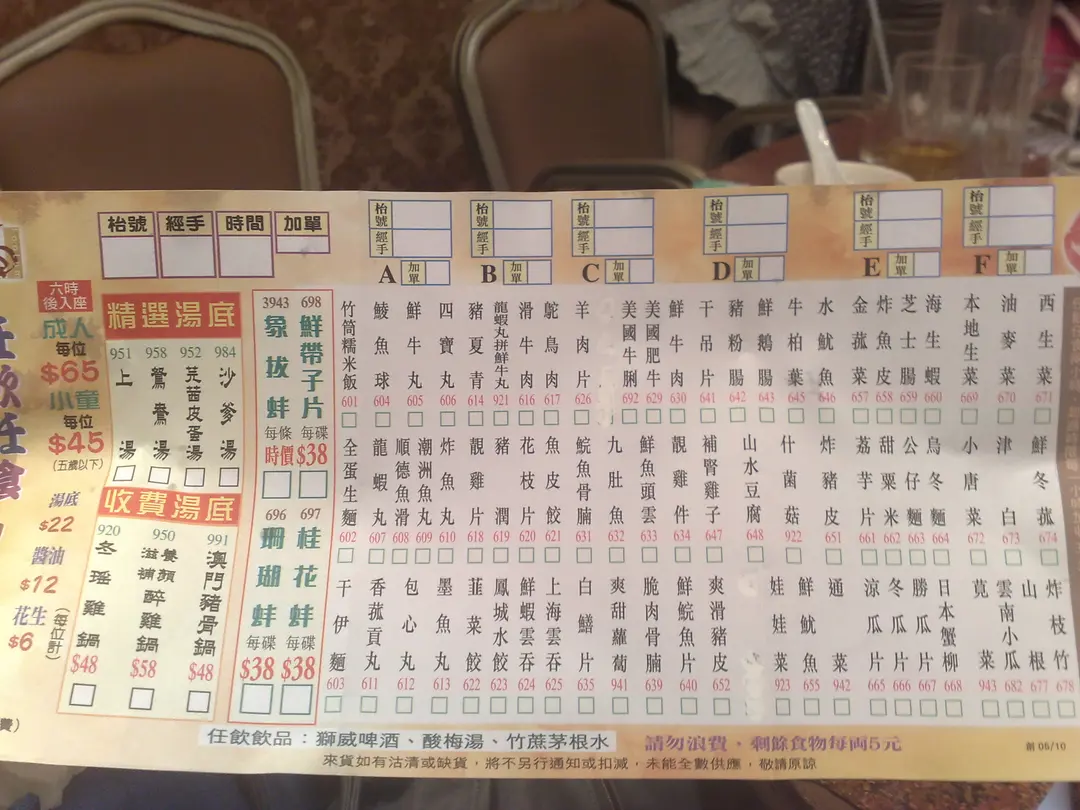 任飲任食
六時
後入座
成人
每位
$65
小童
每位
$45
(五歲以下)
湯底
$22
醬油
$12
花生
$6
(每位計)
枱號 經手 時間 加單
精選湯底
951 上湯
958 鴛鴦湯
952 芫茜皮蛋湯
984 沙爹湯
收費湯底
920 冬瑤雞鍋 $48
950 滋補養顏醉雞鍋 $58
991 澳門豬骨鍋 $48
3943 象拔蚌 每條 時價
698 鮮帶子片 每碟 $38
696 珊瑚蚌 每碟 $38
697 桂花蚌 每碟 $38
枱號 經手 A 加單
枱號 經手 B 加單
枱號 經手 C 加單
枱號 經手 D 加單
枱號 經手 E 加單
枱號 經手 F 加單
竹筒糯米飯 601
鯪魚球 604
鮮牛丸 605
四寶丸 606
豬夏青 614
龍蝦丸拼鮮牛丸 921
滑牛肉 616
鴕鳥肉 617
羊肉片 626
美國牛脷 692
美國肥牛 629
鮮牛肉 630
干吊片 641
豬粉腸 642
鮮鵝腸 643
牛柏葉 645
水魷魚 646
金菰菜 657
炸魚皮 658
芝士腸 659
海生蝦 660
本地生菜 669
油麥菜 670
西生菜 671
全蛋生麵 602
龍蝦丸 607
順德魚滑 608
潮洲魚丸 609
炸魚丸 610
靚雞片 618
豬潤 619
花枝片 620
魚皮餃 621
鯇魚骨腩 631
九肚魚 632
鮮魚頭雲 633
靚雞件 634
補腎雞子 647
山水豆腐 648
什菌菇 922
炸豬皮 651
荔芋片 661
甜粟米 662
公仔麵 663
烏冬麵 664
小唐菜 672
津白 673
鮮冬菰 674
干伊麵 603
香菰貢丸 611
包心丸 612
墨魚丸 613
韮菜餃 622
鳳城水餃 623
鮮蝦雲吞 624
上海雲吞 625
白鱔片 635
爽甜蘿蔔 941
脆肉骨腩 639
鮮鯇魚片 640
爽滑豬皮 652
娃娃菜 923
鮮魷魚 655
通菜 942
涼瓜片 665
冬瓜片 666
勝瓜片 667
日本蟹柳 668
莧菜 943
雲南小瓜 682
山根 677
炸枝竹 678
任飲飲品：獅威啤酒、酸梅湯、竹蔗茅根水
請勿浪費，剩餘食物每両5元
來貨如有沽清或缺貨，將不另行通知或扣減，未能全數供應，敬請原諒
06/10